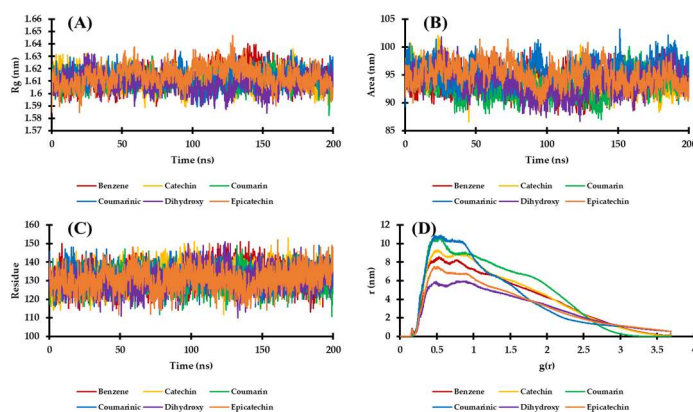 (A)
Rg (nm)
1.66
1.64
1.63
1.62
1.61
1.6
1.59
1.58
1.57
0 50 100 150 200
Time (ns)
Benzene Catechin Coumarin
Coumarinic Dihydroxy Epicatechin
(B)
Area (nm)
105
100
95
90
85
0 50 100 150 200
Time (ns)
Benzene Catechin Coumarin
Coumarinic Dihydroxy Epicatechin
(C)
Residue
160
150
140
130
120
110
100
0 50 100 150 200
Time (ns)
Benzene Catechin Coumarin
Coumarinic Dihydroxy Epicatechin
(D)
r (nm)
12
10
8
6
4
2
0
0 0.5 1 1.5 2 2.5 3 3.5 4
g(r)
Benzene Catechin Coumarin
Coumarinic Dihydroxy Epicatechin